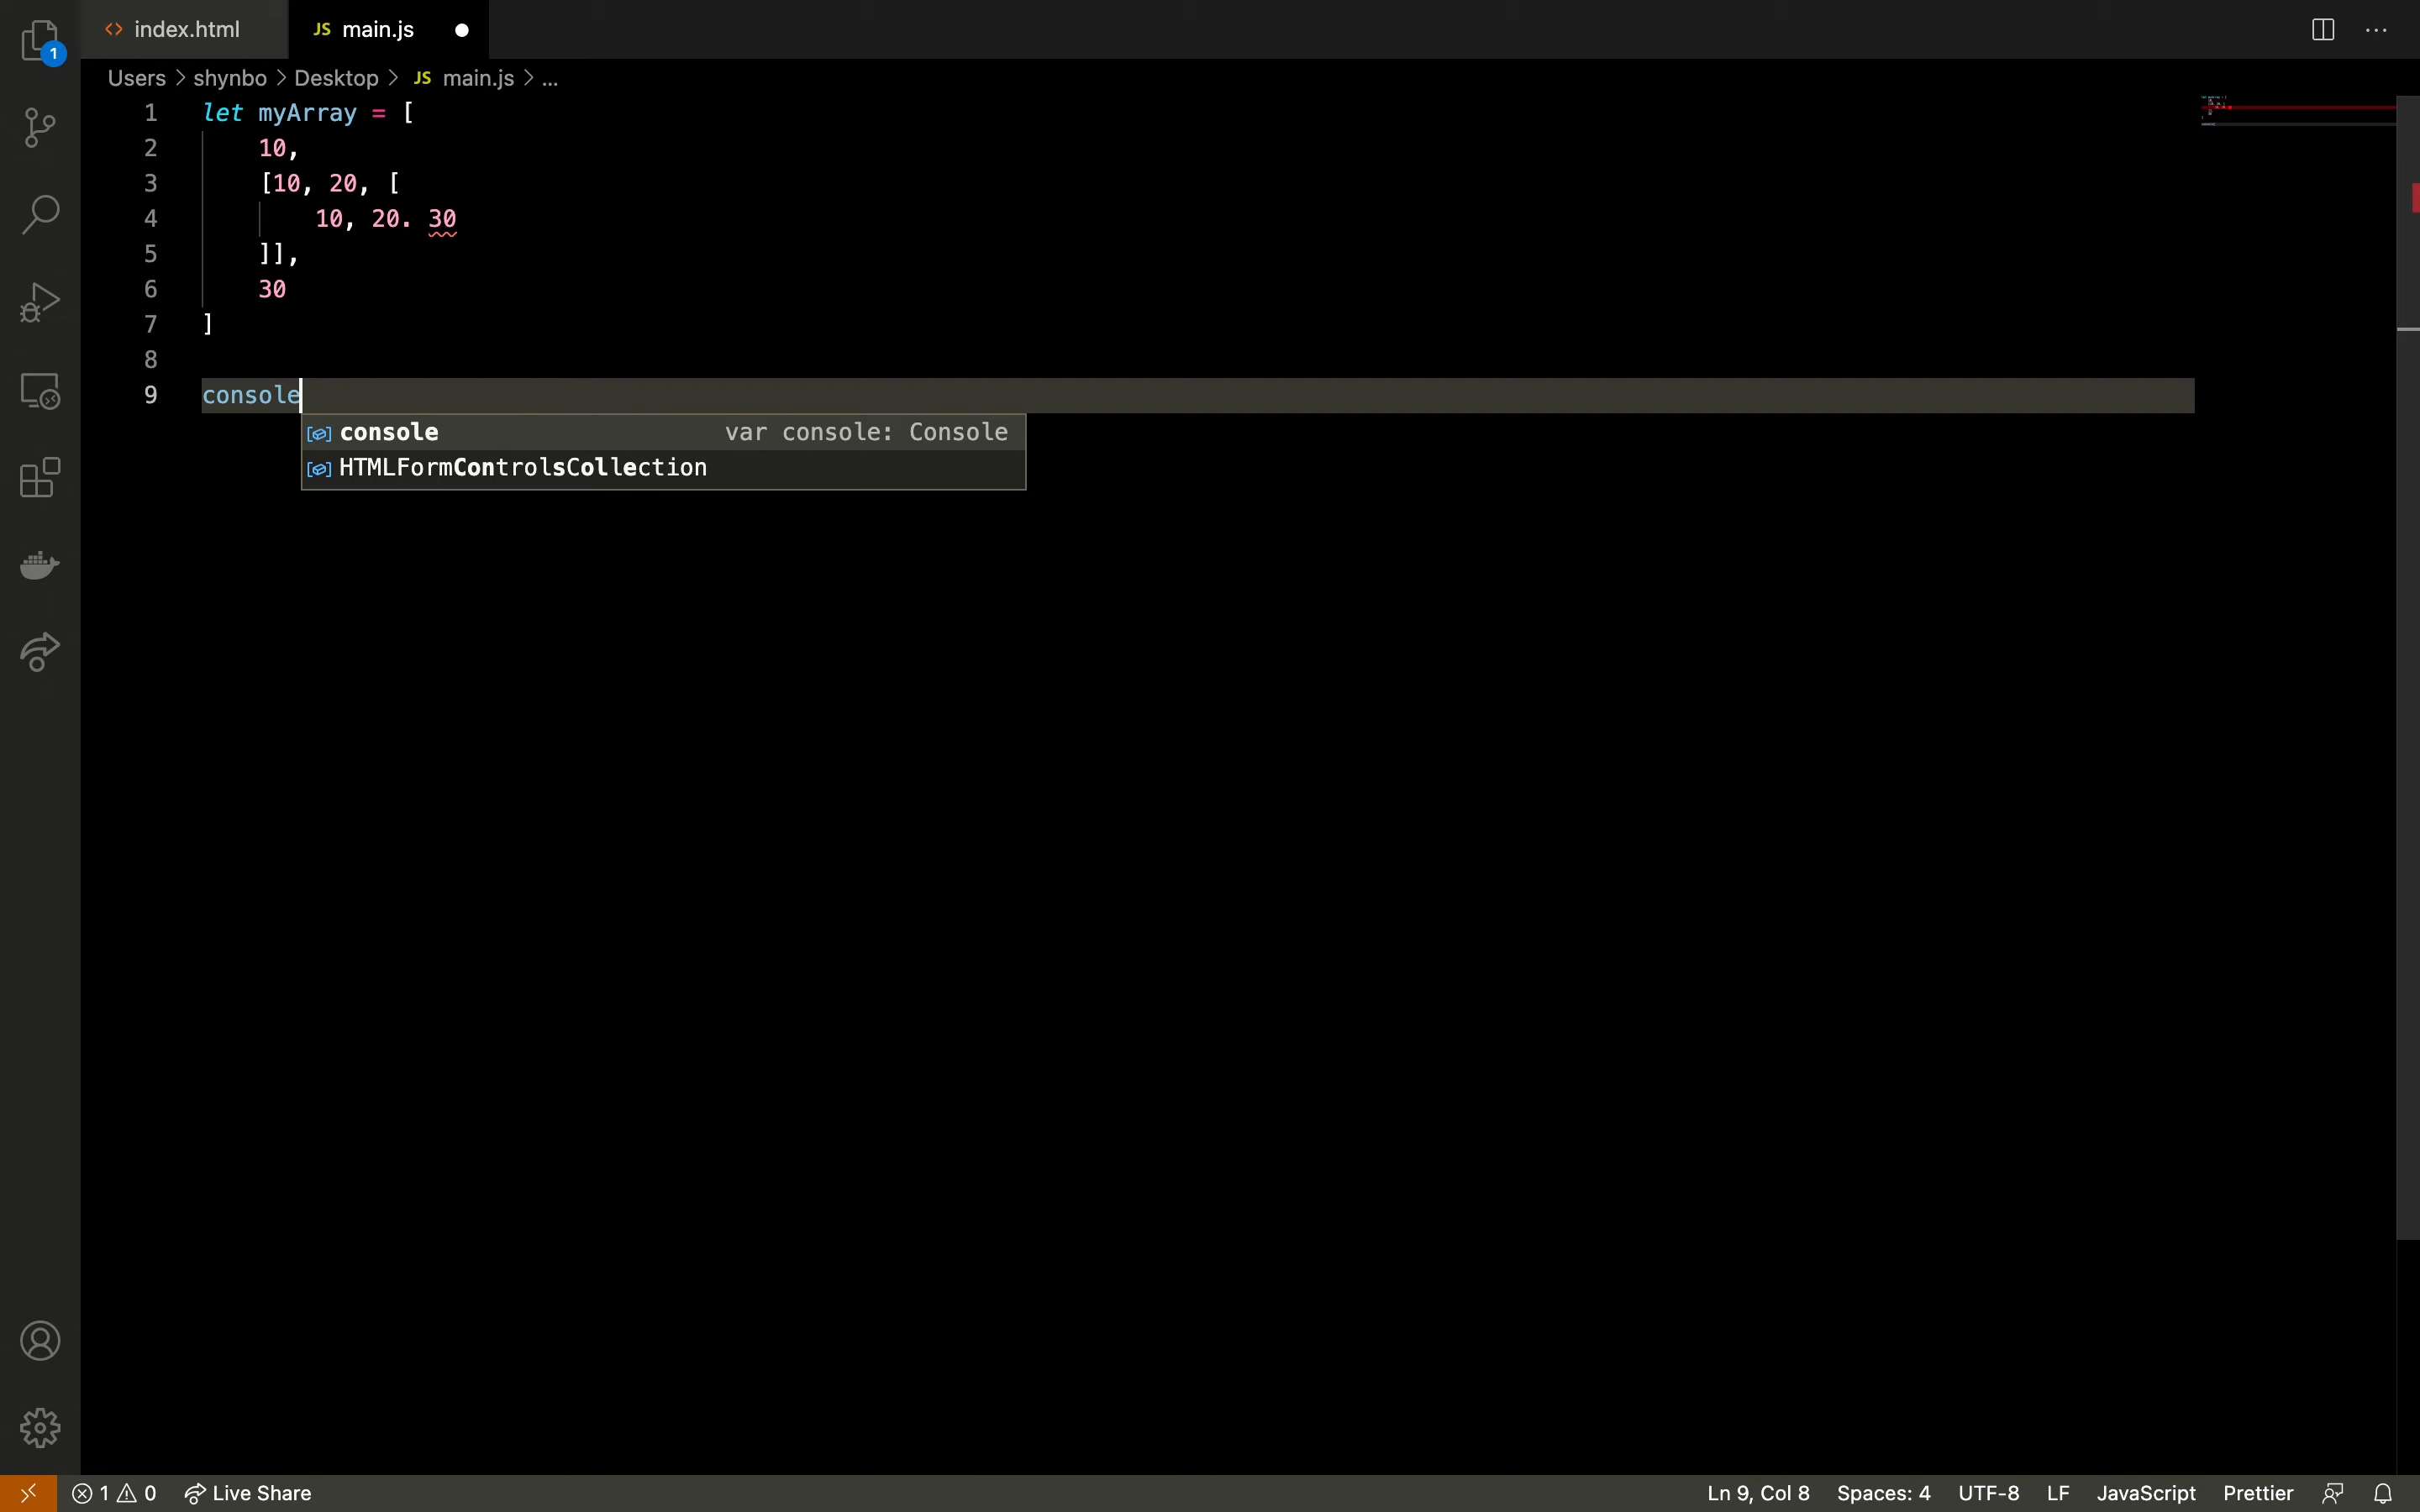 index.html
JS main.js
1
Users > shynbo > Desktop > JS main.js > ...
1 let myArray = [
2 10,
3 [10, 20, [
4 10, 20. 30
5 ]],
6 30
7 ]
8
9 console
console var console: Console
HTMLFormControlsCollection
1 0 Live Share Ln 9, Col 8 Spaces: 4 UTF-8 LF JavaScript Prettier